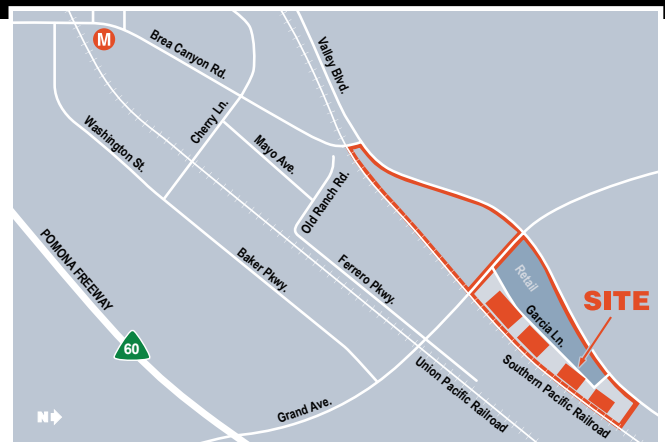 M
Brea Canyon Rd.
Valley Blvd.
Cherry Ln.
Washington St.
Mayo Ave.
Old Ranch Rd.
POMONA FREEWAY
60
Baker Pkwy.
Ferrero Pkwy.
Retail
SITE
Garcia Ln.
Union Pacific Railroad
Southern Pacific Railroad
Grand Ave.
N